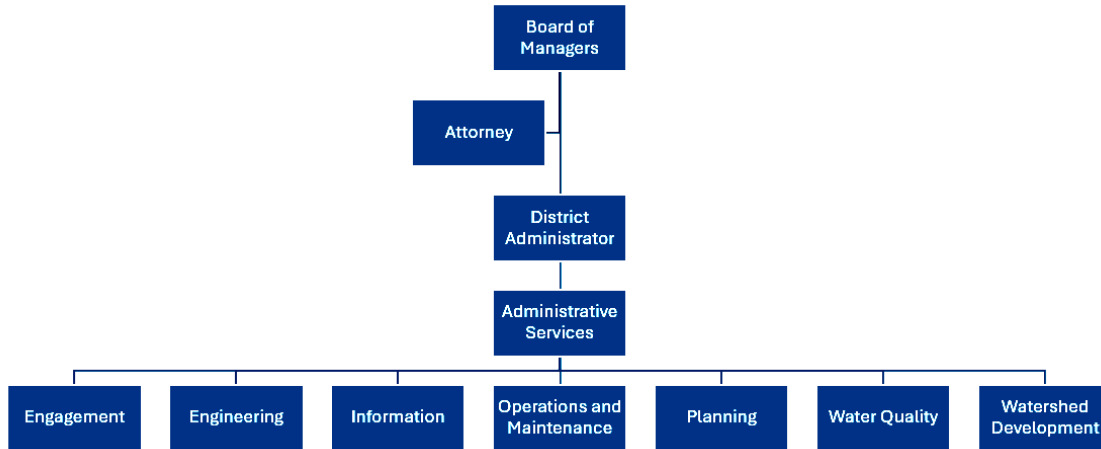 Board of
Managers
Attorney
District
Administrator
Administrative
Services
Engagement
Engineering
Information
Operations and
Maintenance
Planning
Water Quality
Watershed
Development